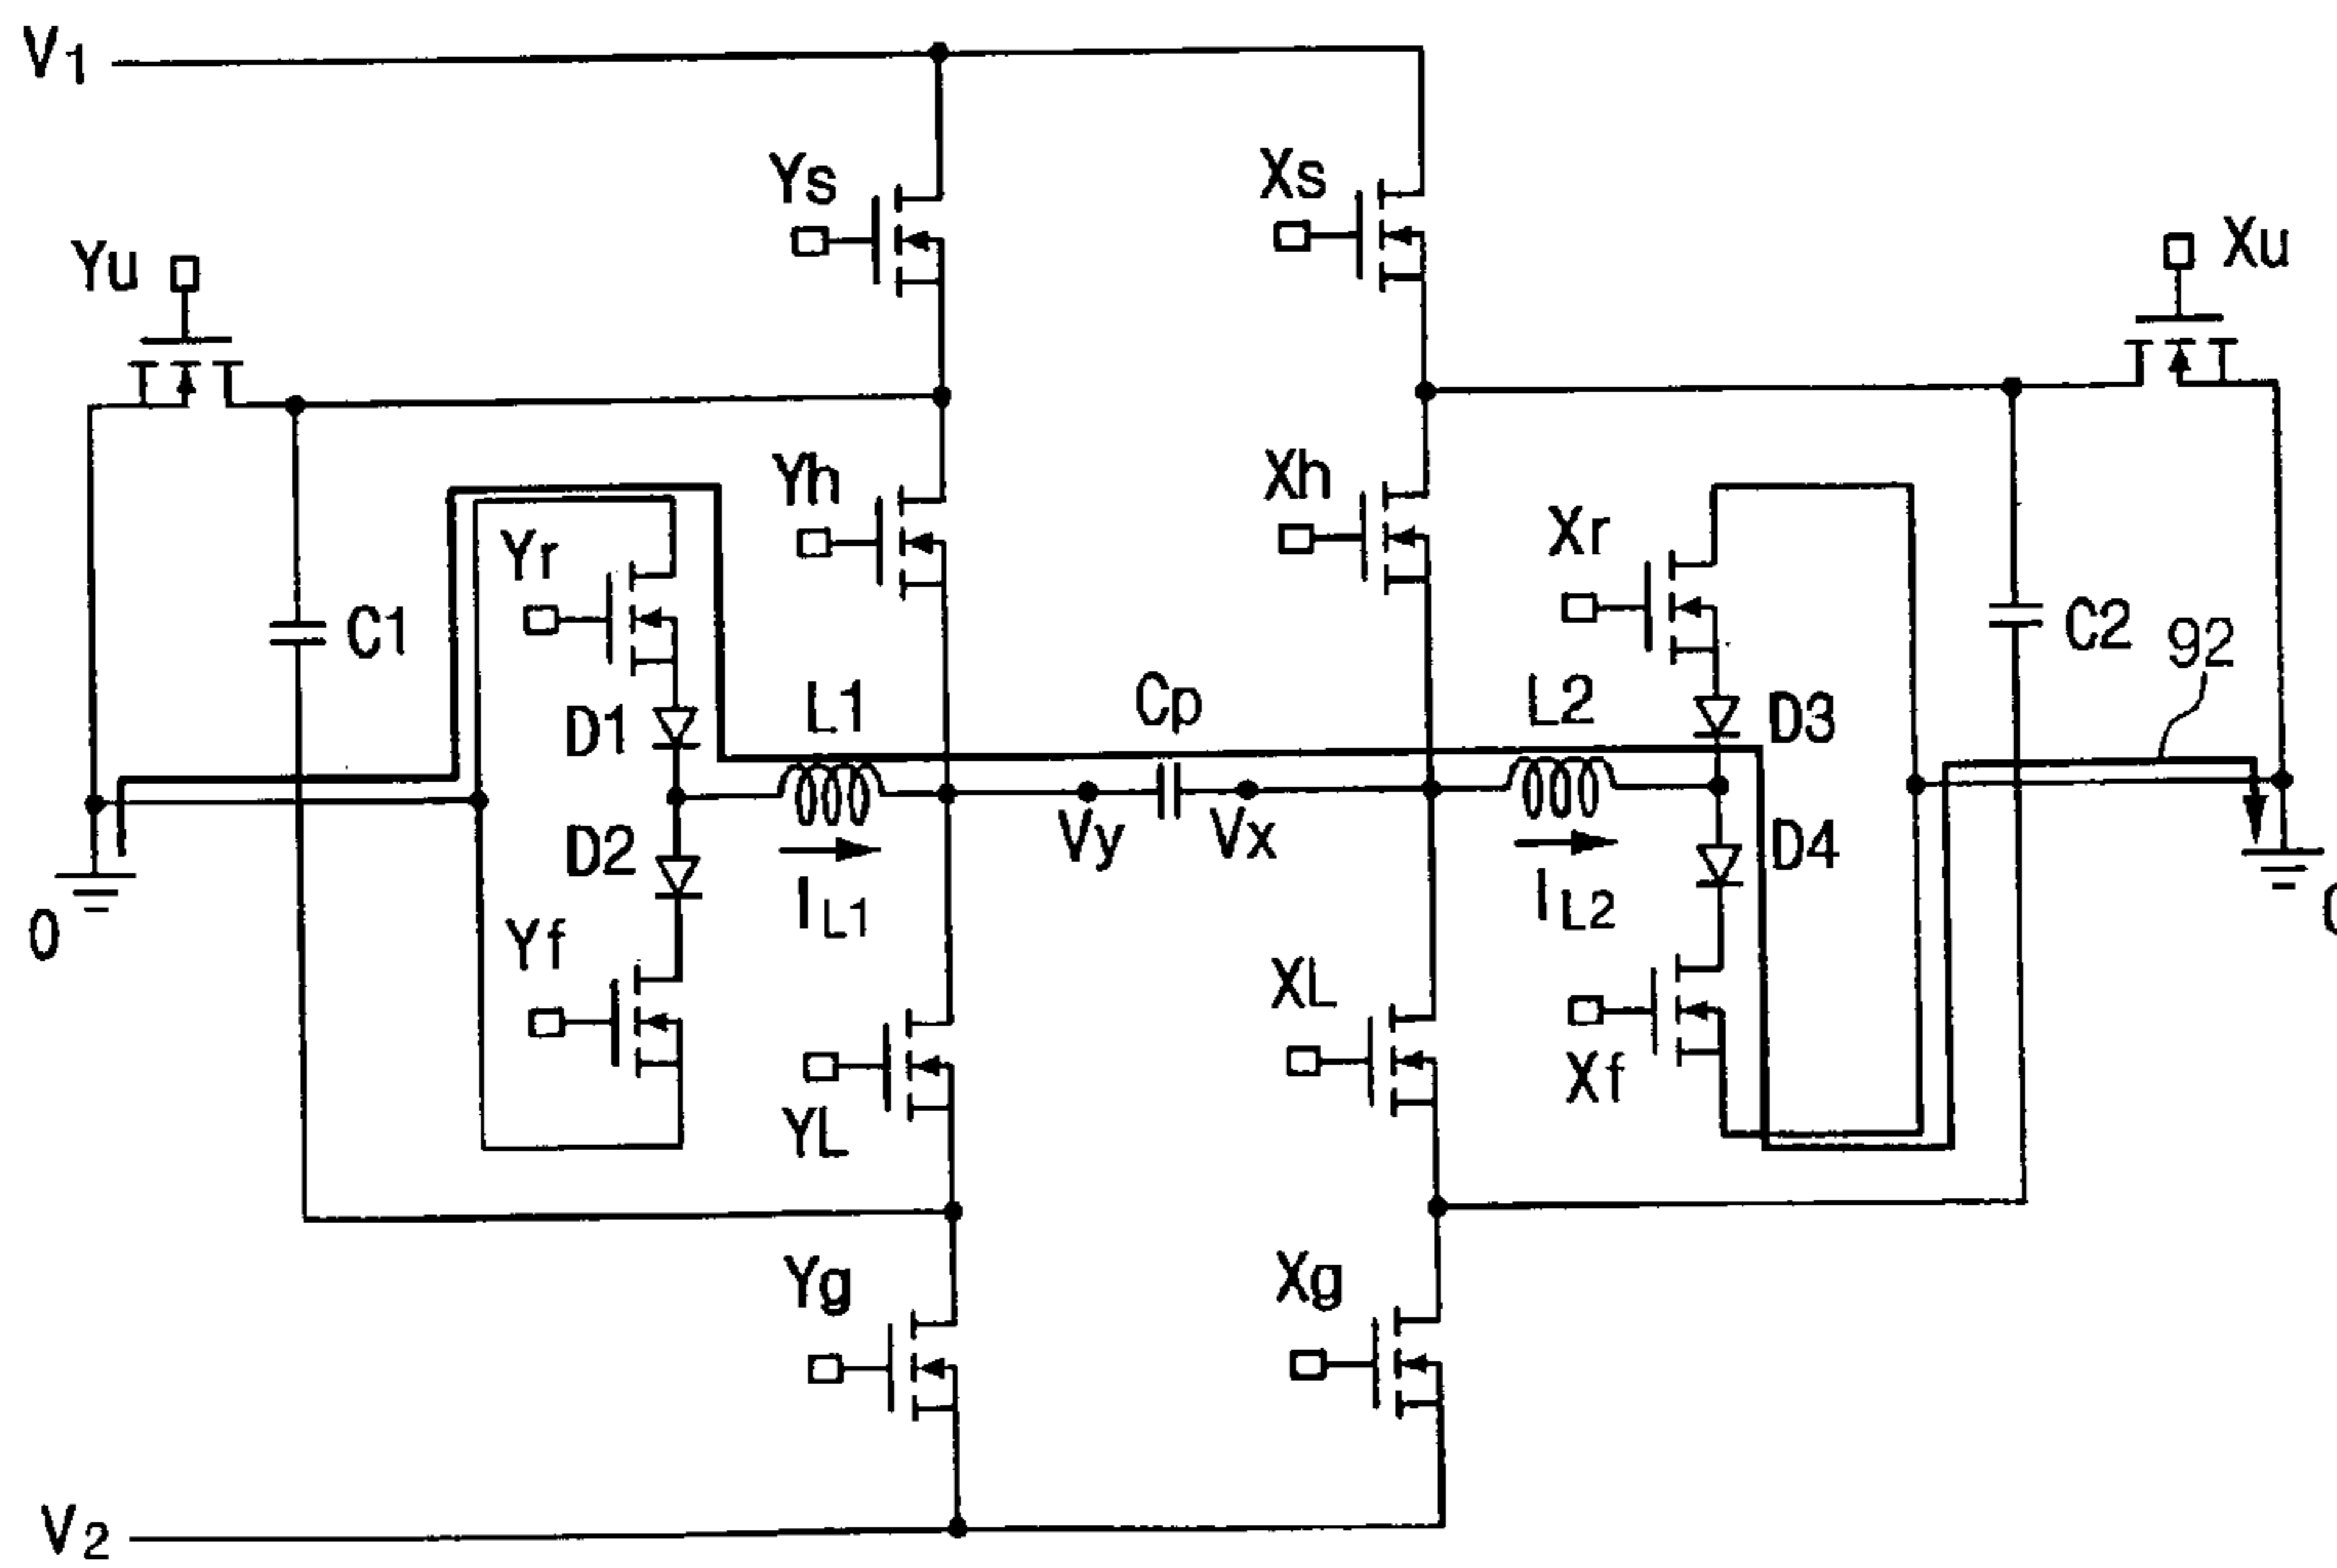 V1
Ys
Xs
Yu
Xu
Yh
Xh
Yr
Xr
C1
C2
92
L1
Cp
L2
D1
D3
Vy
Vx
D2
D4
IL1
IL2
0
Yf
XL
YL
Xf
Yg
Xg
V2